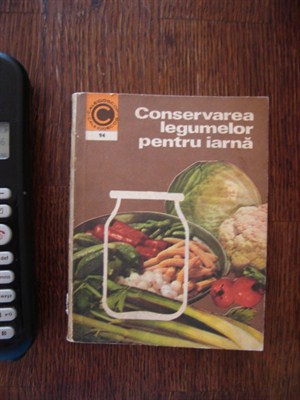 C
94
Conservarea
legumelor
pentru iarnă